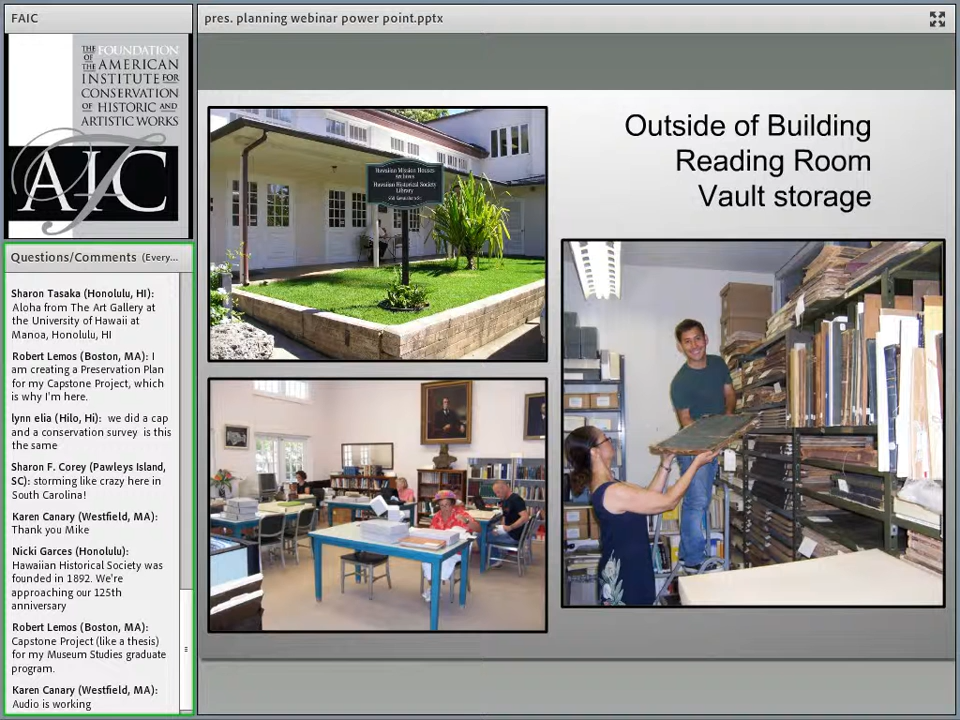 FAIC
THE FOUNDATION
OF THE AMERICAN
INSTITUTE FOR
CONSERVATION
OF HISTORIC AND
ARTISTIC WORKS
FAIC
Questions/Comments (Every...
Sharon Tasaka (Honolulu, HI):
Aloha from The Art Gallery at
the University of Hawaii at
Manoa, Honolulu, HI
Robert Lemos (Boston, MA): I
am creating a Preservation Plan
for my Capstone Project, which
is why I'm here.
lynn elia (Hilo, Hi): we did a cap
and a conservation survey is this
the same
Sharon F. Corey (Pawleys Island,
SC): storming like crazy here in
South Carolina!
Karen Canary (Westfield, MA):
Thank you Mike
Nicki Garces (Honolulu):
Hawaiian Historical Society was
founded in 1892. We're
approaching our 125th
anniversary
Robert Lemos (Boston, MA):
Capstone Project (like a thesis)
for my Museum Studies graduate
program.
Karen Canary (Westfield, MA):
Audio is working
pres. planning webinar power point.pptx
Outside of Building
Reading Room
Vault storage
Hawaiian Mission Houses
Archives
Hawaiian Historical Society
Library